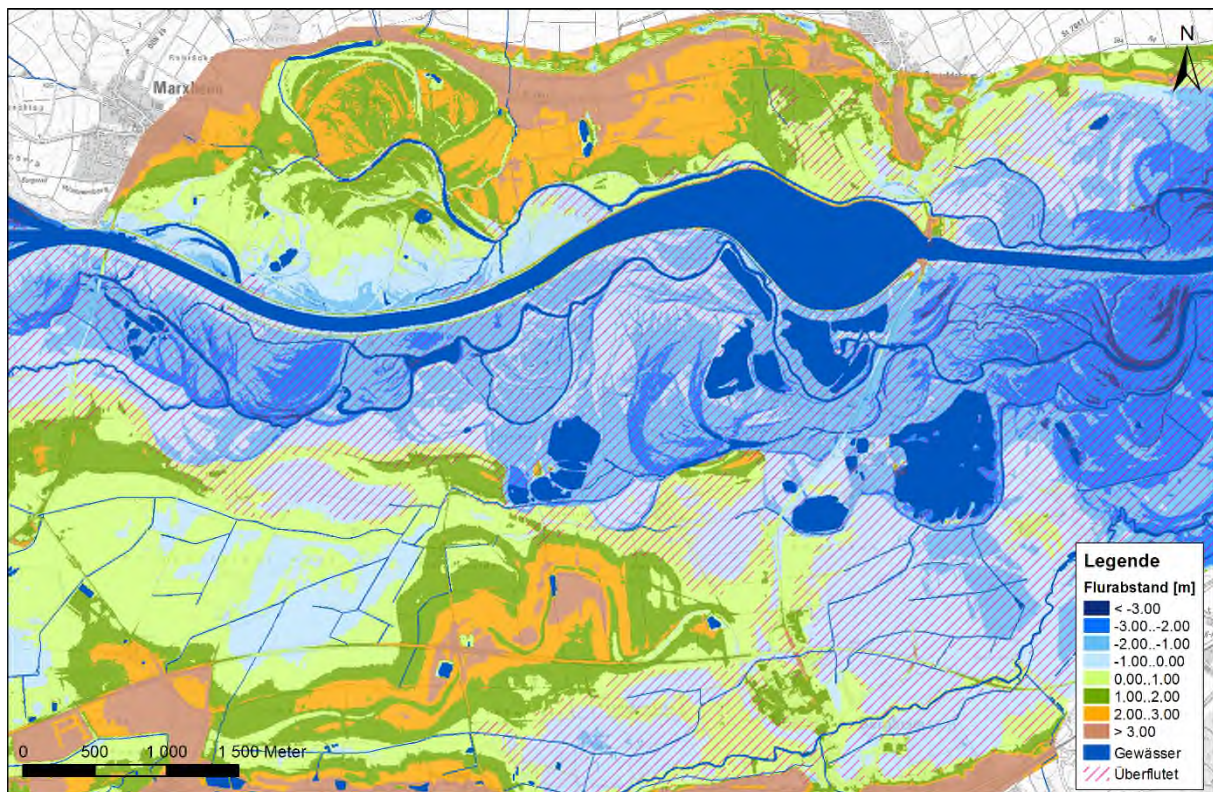 Marxheim
N
Legende
Flurabstand [m]
< -3.00
-3.00..-2.00
-2.00..-1.00
-1.00..0.00
0.00..1.00
1.00..2.00
2.00..3.00
> 3.00
Gewässer
Überflutet
0 500 1 000 1 500 Meter